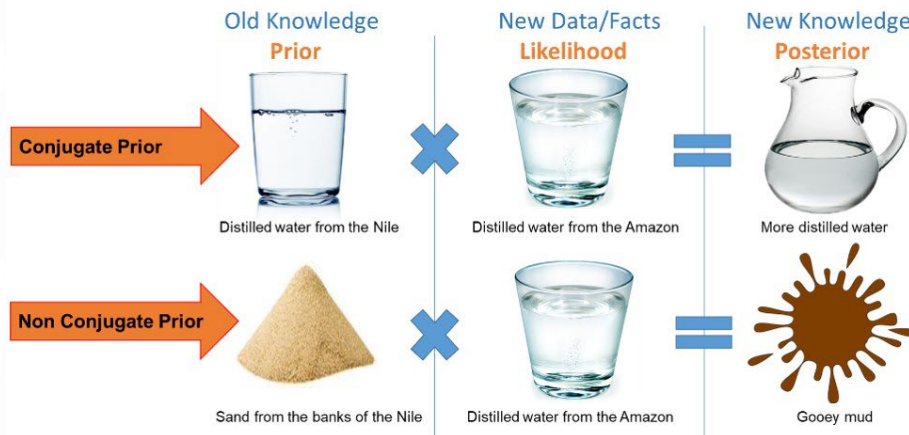 Old Knowledge
Prior
New Data/Facts
Likelihood
New Knowledge
Posterior
Conjugate Prior
Distilled water from the Nile
Distilled water from the Amazon
More distilled water
Non Conjugate Prior
Sand from the banks of the Nile
Distilled water from the Amazon
Gooey mud